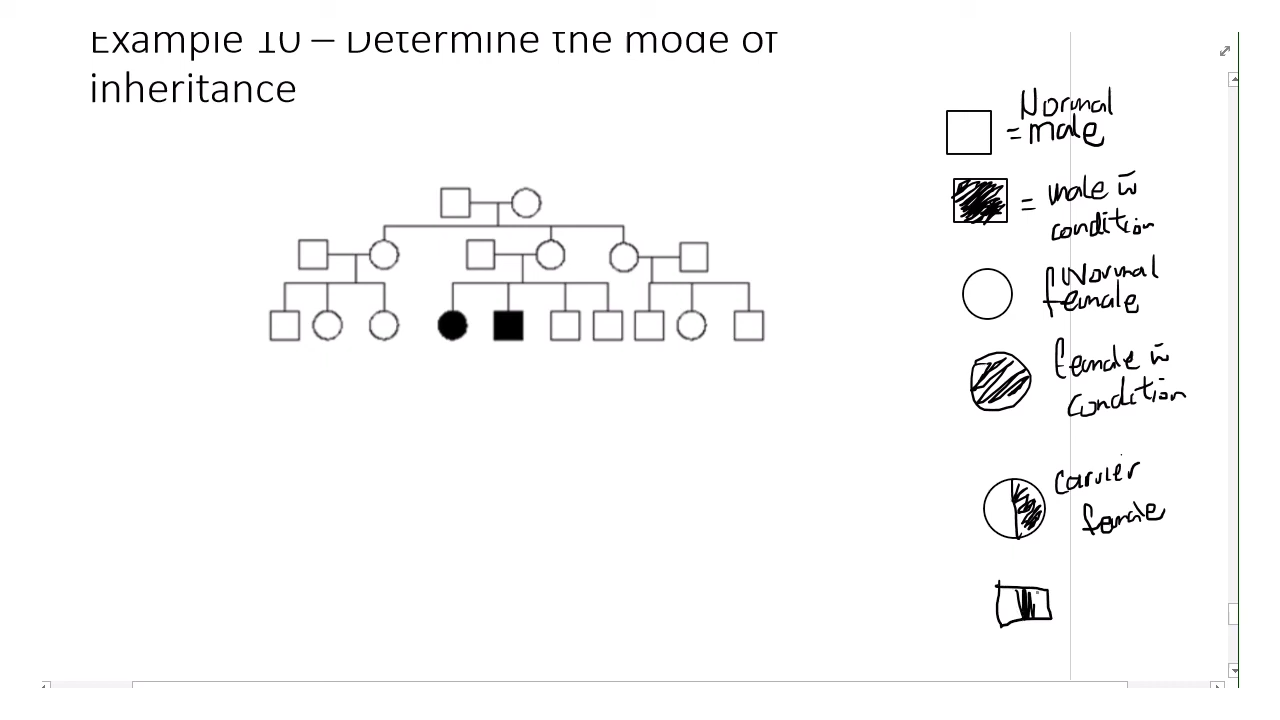 Example 10 – Determine the mode of
inheritance
Normal
= male
= male w̄
condition
Normal
female
female w̄
condition
carrier
female